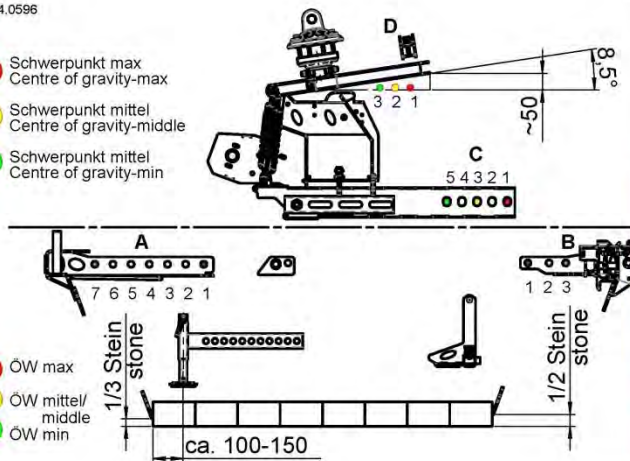 4.0596
Schwerpunkt max
Centre of gravity-max
Schwerpunkt mittel
Centre of gravity-middle
Schwerpunkt mittel
Centre of gravity-min
D
3 2 1
8,5°
~50
C
5 4 3 2 1
A
7 6 5 4 3 2 1
B
1 2 3
ÖW max
ÖW mittel/
middle
ÖW min
1/3 Stein
stone
1/2 Stein
stone
ca. 100-150